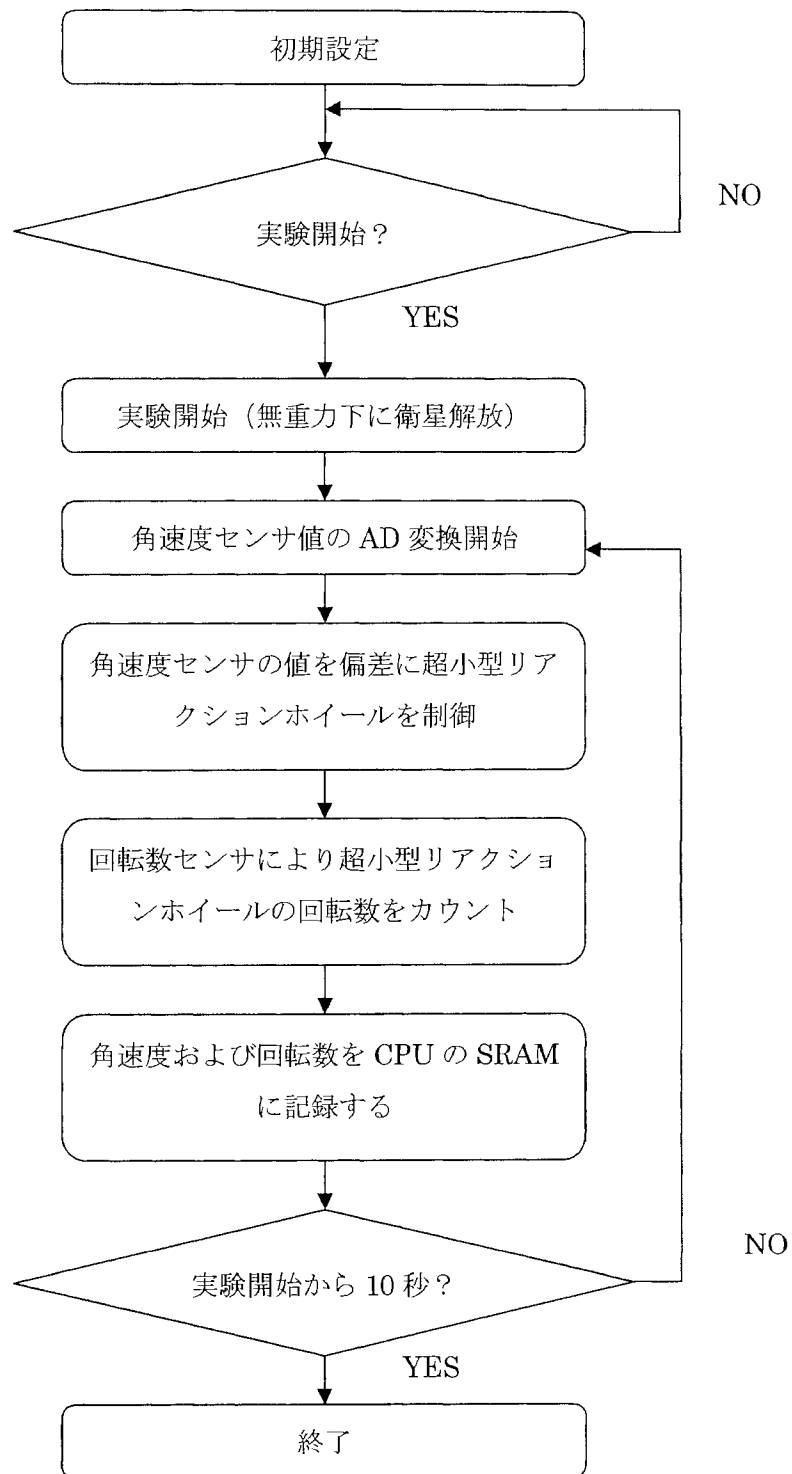 初期設定
NO
実験開始？
YES
実験開始（無重力下に衛星解放）
角速度センサ値の AD 変換開始
角速度センサの値を偏差に超小型リア
クションホイールを制御
回転数センサにより超小型リアクショ
ンホイールの回転数をカウント
角速度および回転数を CPU の SRAM
に記録する
NO
実験開始から 10 秒？
YES
終了